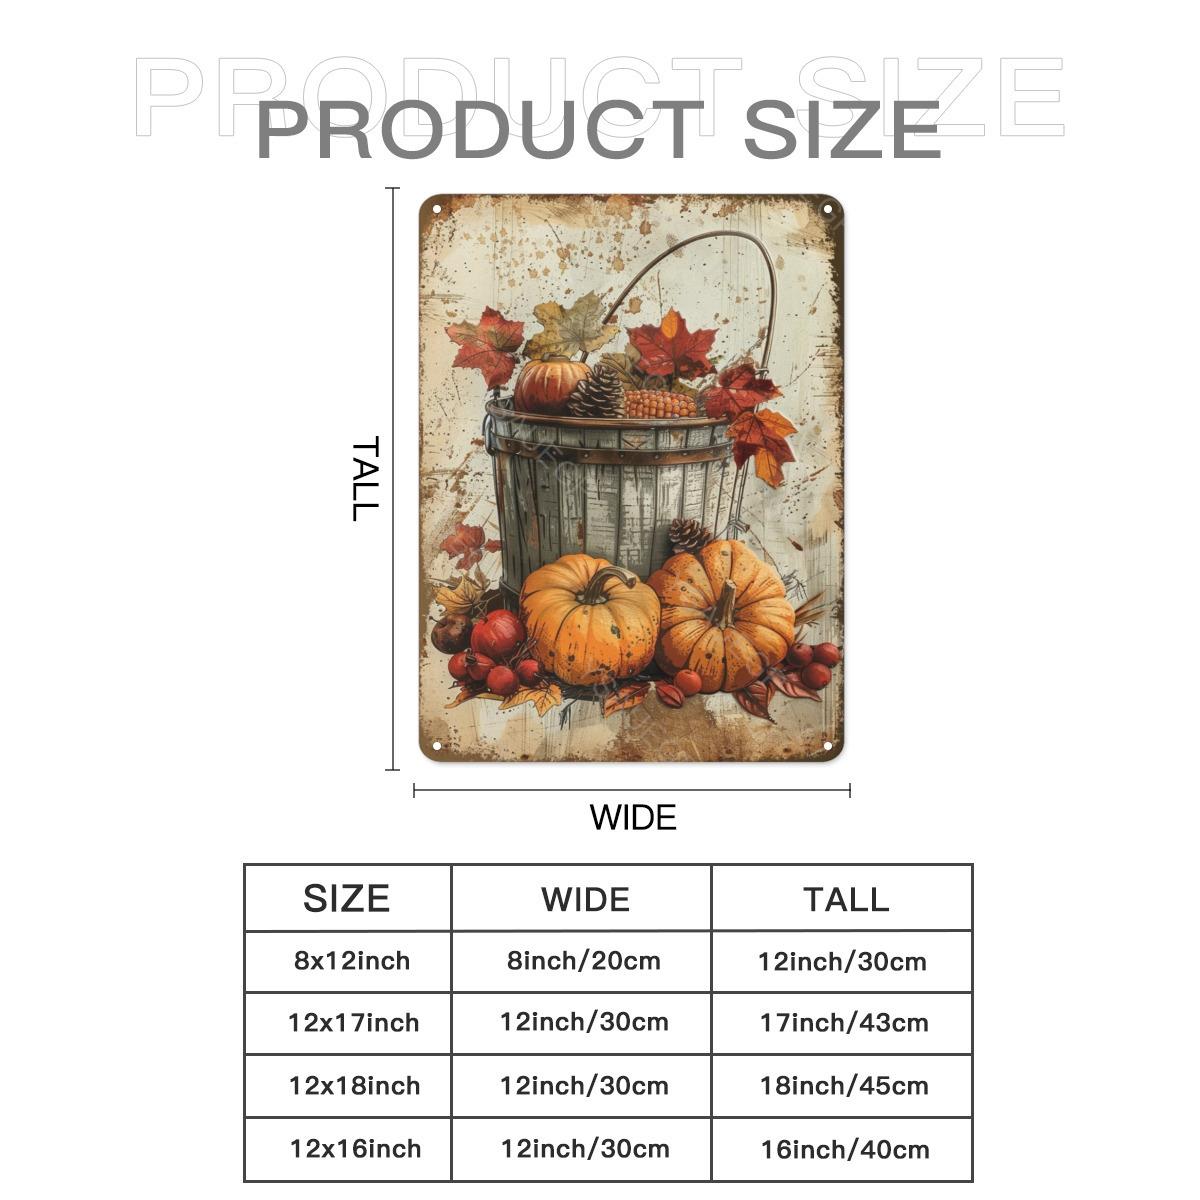 PRODUCT SIZE
PRODUCT SIZE
TALL
WIDE
SIZE WIDE TALL
8x12inch 8inch/20cm 12inch/30cm
12x17inch 12inch/30cm 17inch/43cm
12x18inch 12inch/30cm 18inch/45cm
12x16inch 12inch/30cm 16inch/40cm